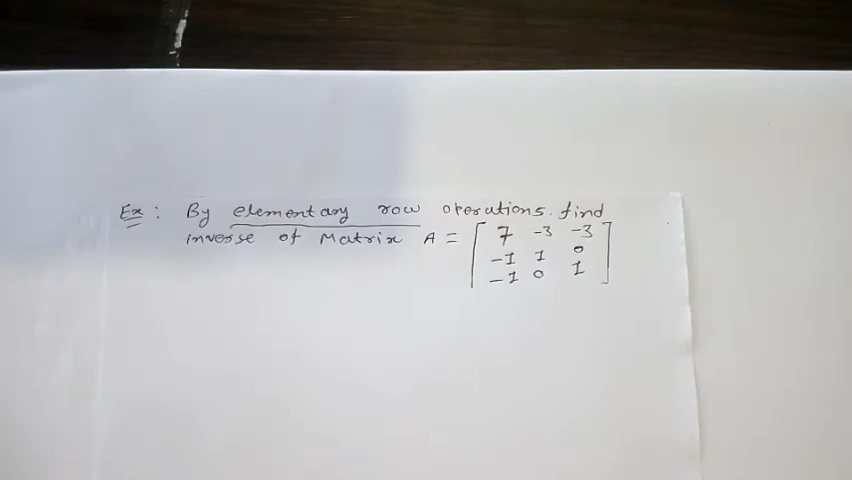 Ex : By elementary row operations. find
inverse of Matrix A = [ 7 -3 -3
-1 1 0
-1 0 1 ]